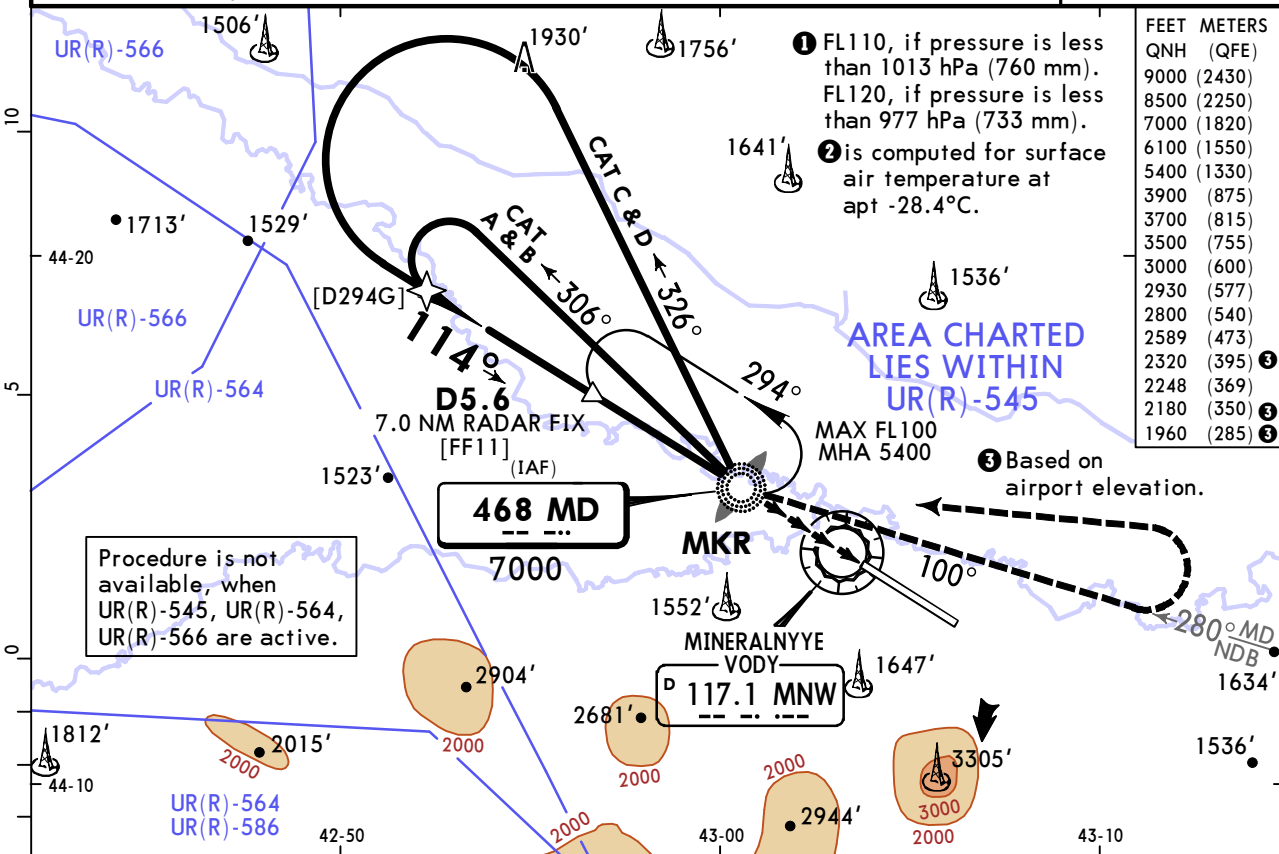 1506′
UR(R)-566
1930′
1756′
❶ FL110, if pressure is less
than 1013 hPa (760 mm).
FL120, if pressure is less
than 977 hPa (733 mm).
❷ is computed for surface
air temperature at
apt -28.4°C.
FEET METERS
QNH (QFE)
9000 (2430)
8500 (2250)
7000 (1820)
6100 (1550)
5400 (1330)
3900 (875)
3700 (815)
3500 (755)
3000 (600)
2930 (577)
2800 (540)
2589 (473)
2320 (395) ❸
2248 (369)
2180 (350) ❸
1960 (285) ❸
10
1641′
CAT C & D
326°
CAT
A & B
306°
1713′
1529′
44-20
[D294G]
1536′
UR(R)-566
114°
AREA CHARTED
LIES WITHIN
UR(R)-545
UR(R)-564
5
294°
D5.6
7.0 NM RADAR FIX
[FF11]
(IAF)
MAX FL100
MHA 5400
1523′
❸ Based on
airport elevation.
468 MD
7000
MKR
Procedure is not
available, when
UR(R)-545, UR(R)-564,
UR(R)-566 are active.
100°
1552′
280° MD
NDB
1634′
MINERALNYYE
VODY
D 117.1 MNW
1647′
0
2904′
2000
2681′
2000
1812′
2015′
2000
3305′
3000
2000
1536′
44-10
UR(R)-564
UR(R)-586
2000
2000
2944′
42-50
43-00
43-10